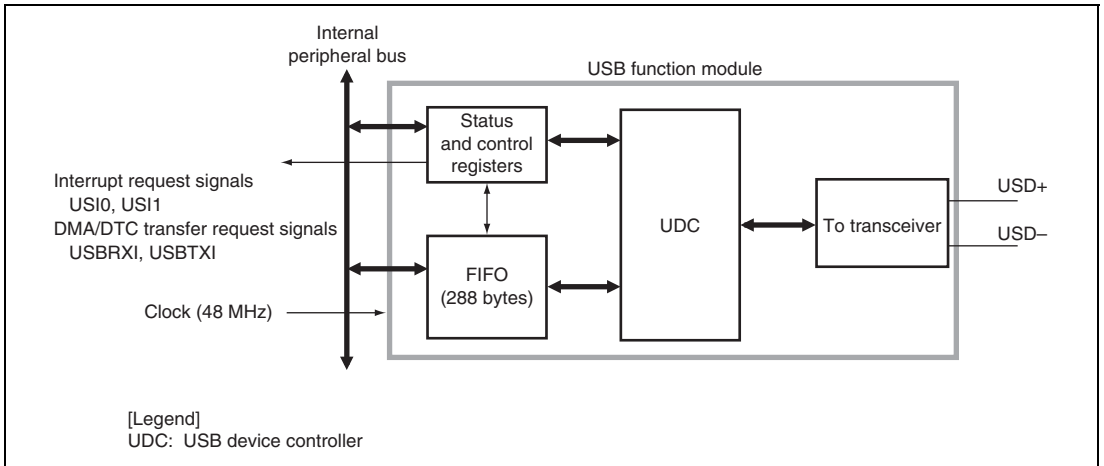 Internal
peripheral bus
USB function module
Status
and control
registers
Interrupt request signals
USI0, USI1
DMA/DTC transfer request signals
USBRXI, USBTXI
UDC
To transceiver
USD+
USD–
FIFO
(288 bytes)
Clock (48 MHz)
[Legend]
UDC: USB device controller